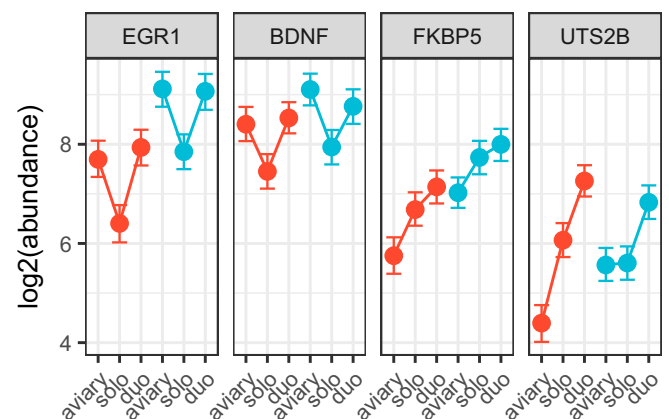 EGR1 BDNF FKBP5 UTS2B
log2(abundance)
8
6
4
aviary solo duo aviary solo duo aviary solo duo aviary solo duo aviary solo duo aviary solo duo aviary solo duo aviary solo duo